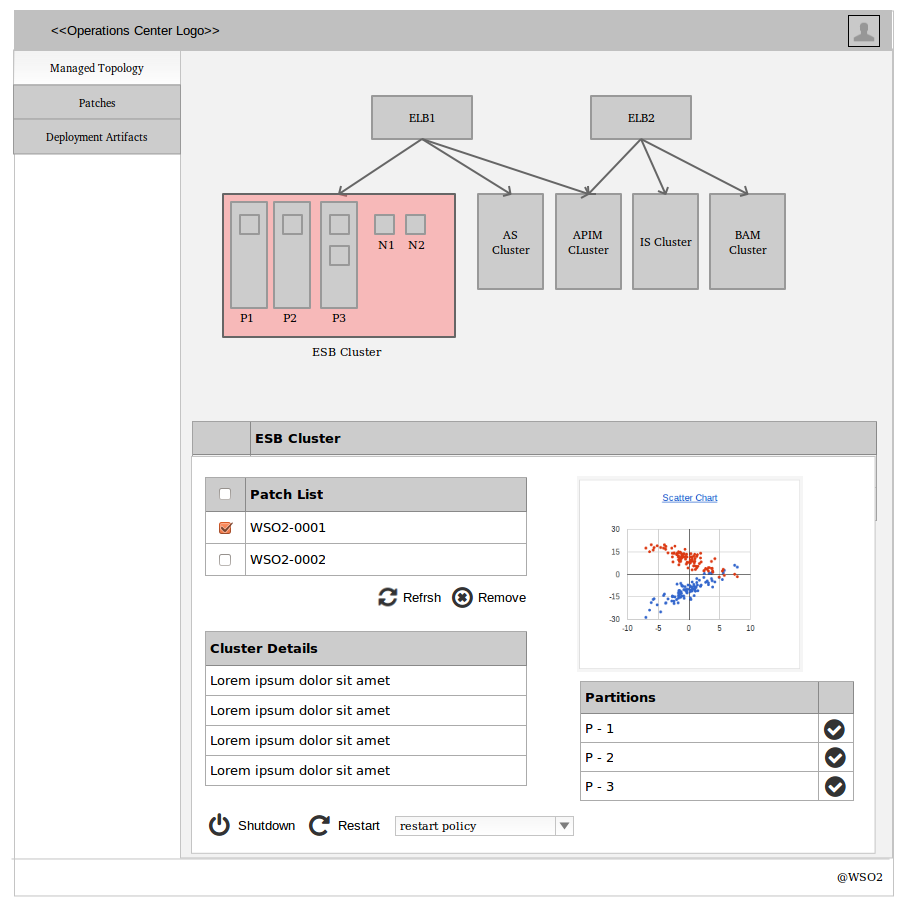 <<Operations Center Logo>>
Managed Topology
Patches
Deployment Artifacts
ELB1
ELB2
AS
Cluster
APIM
CLuster
IS Cluster
BAM
Cluster
N1
N2
P1
P2
P3
ESB Cluster
ESB Cluster
Patch List
WSO2-0001
WSO2-0002
Refrsh
Remove
Cluster Details
Lorem ipsum dolor sit amet
Lorem ipsum dolor sit amet
Lorem ipsum dolor sit amet
Lorem ipsum dolor sit amet
Shutdown
Restart
restart policy
Scatter Chart
30
15
0
-15
-30
-10
-5
0
5
10
Partitions
P - 1
P - 2
P - 3
@WSO2